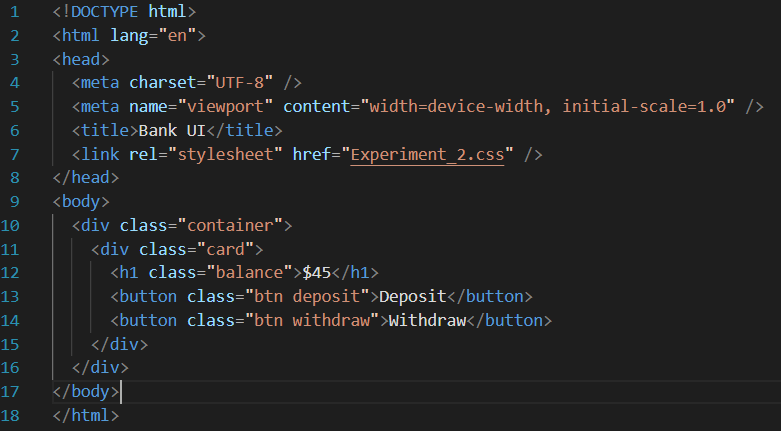 1 <!DOCTYPE html>
2 <html lang="en">
3 <head>
4   <meta charset="UTF-8" />
5   <meta name="viewport" content="width=device-width, initial-scale=1.0" />
6   <title>Bank UI</title>
7   <link rel="stylesheet" href="Experiment_2.css" />
8 </head>
9 <body>
10   <div class="container">
11     <div class="card">
12       <h1 class="balance">$45</h1>
13       <button class="btn deposit">Deposit</button>
14       <button class="btn withdraw">Withdraw</button>
15     </div>
16   </div>
17 </body>
18 </html>